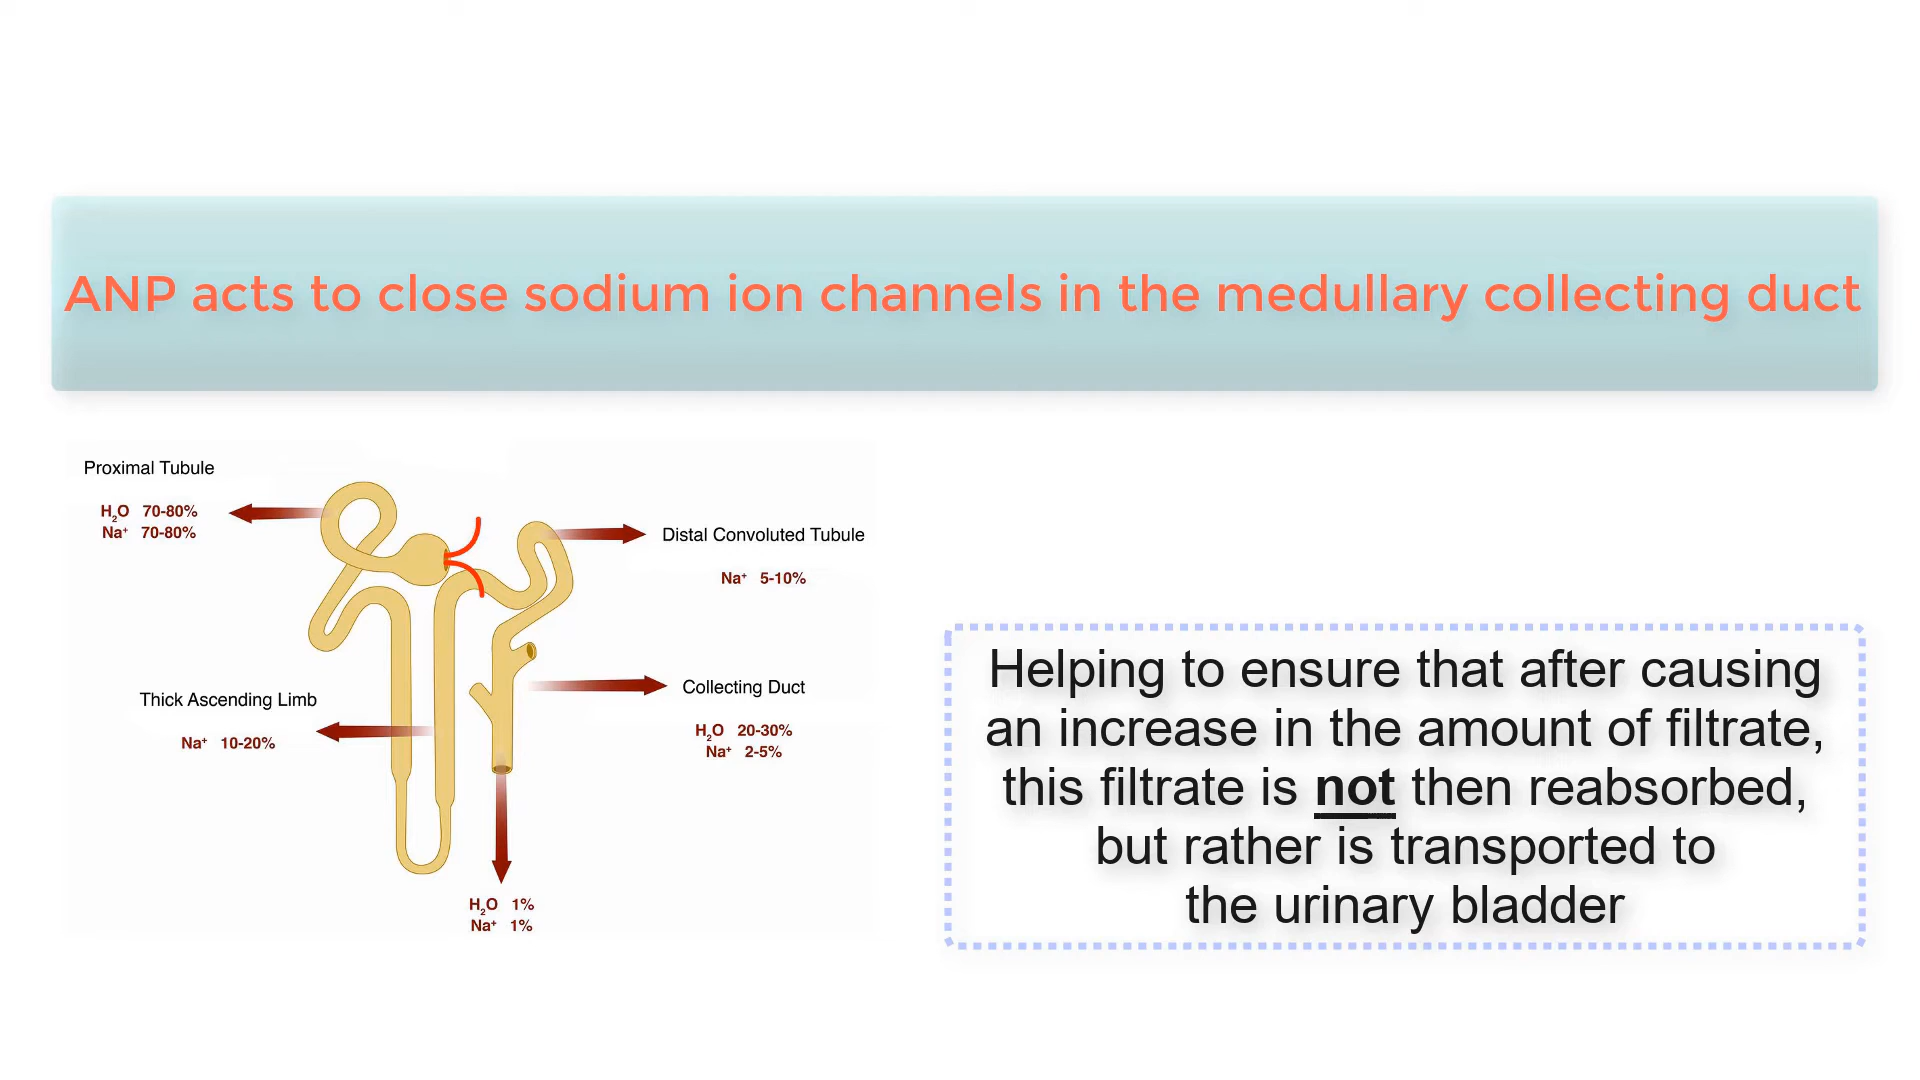 ANP acts to close sodium ion channels in the medullary collecting duct
Proximal Tubule
H₂O 70-80%
Na⁺ 70-80%
Distal Convoluted Tubule
Na⁺ 5-10%
Thick Ascending Limb
Na⁺ 10-20%
Collecting Duct
H₂O 20-30%
Na⁺ 2-5%
H₂O 1%
Na⁺ 1%
Helping to ensure that after causing
an increase in the amount of filtrate,
this filtrate is not then reabsorbed,
but rather is transported to
the urinary bladder